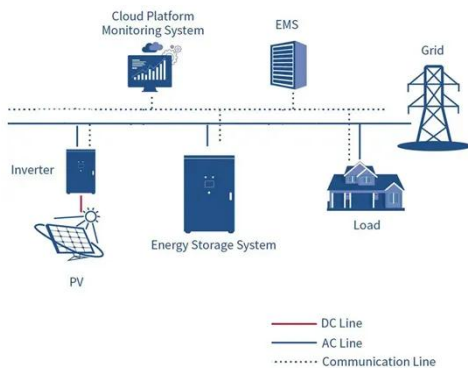 Cloud Platform
Monitoring System
EMS
Grid
Inverter
Energy Storage System
Load
PV
DC Line
AC Line
Communication Line